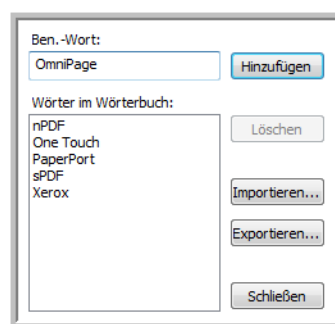 Ben.-Wort:
OmniPage
Hinzufügen
Wörter im Wörterbuch:
nPDF
One Touch
PaperPort
sPDF
Xerox
Löschen
Importieren...
Exportieren...
Schließen